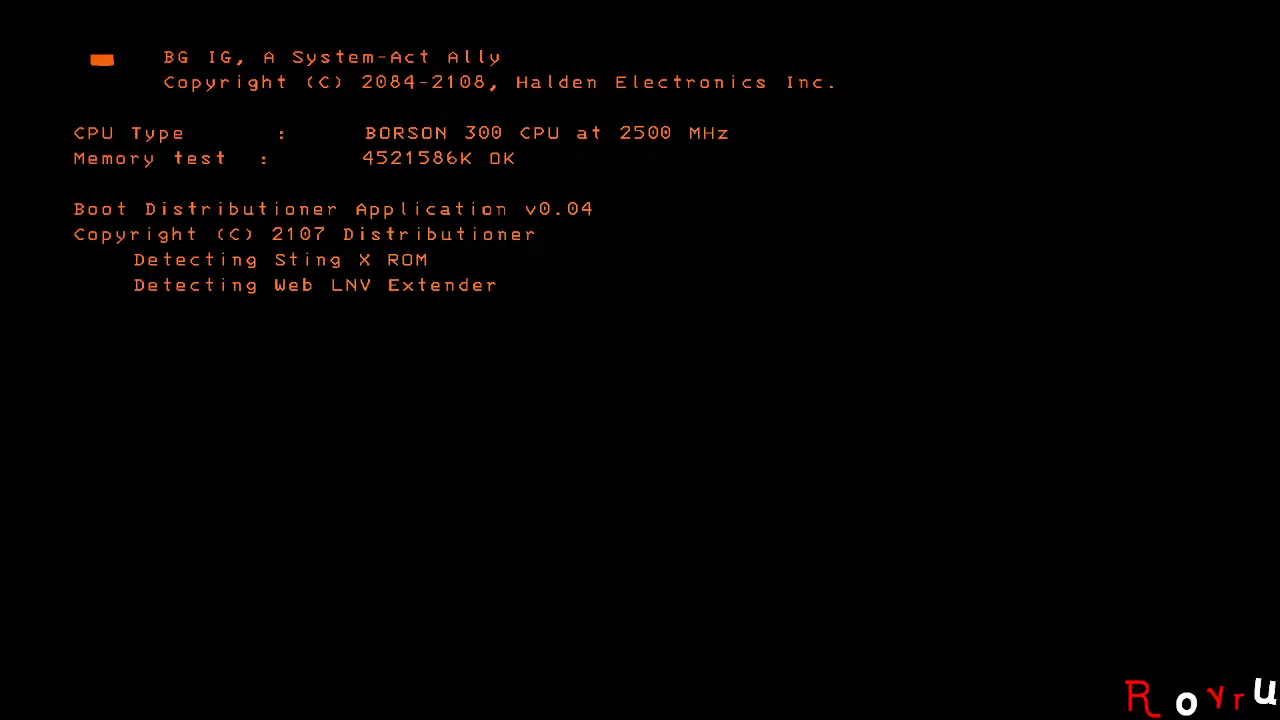 BG IG, A System-Act Ally
Copyright (C) 2084-2108, Halden Electronics Inc.
CPU Type : BORSON 300 CPU at 2500 MHz
Memory test : 4521586K OK
Boot Distributioner Application v0.04
Copyright (C) 2107 Distributioner
Detecting Sting X ROM
Detecting Web LNV Extender